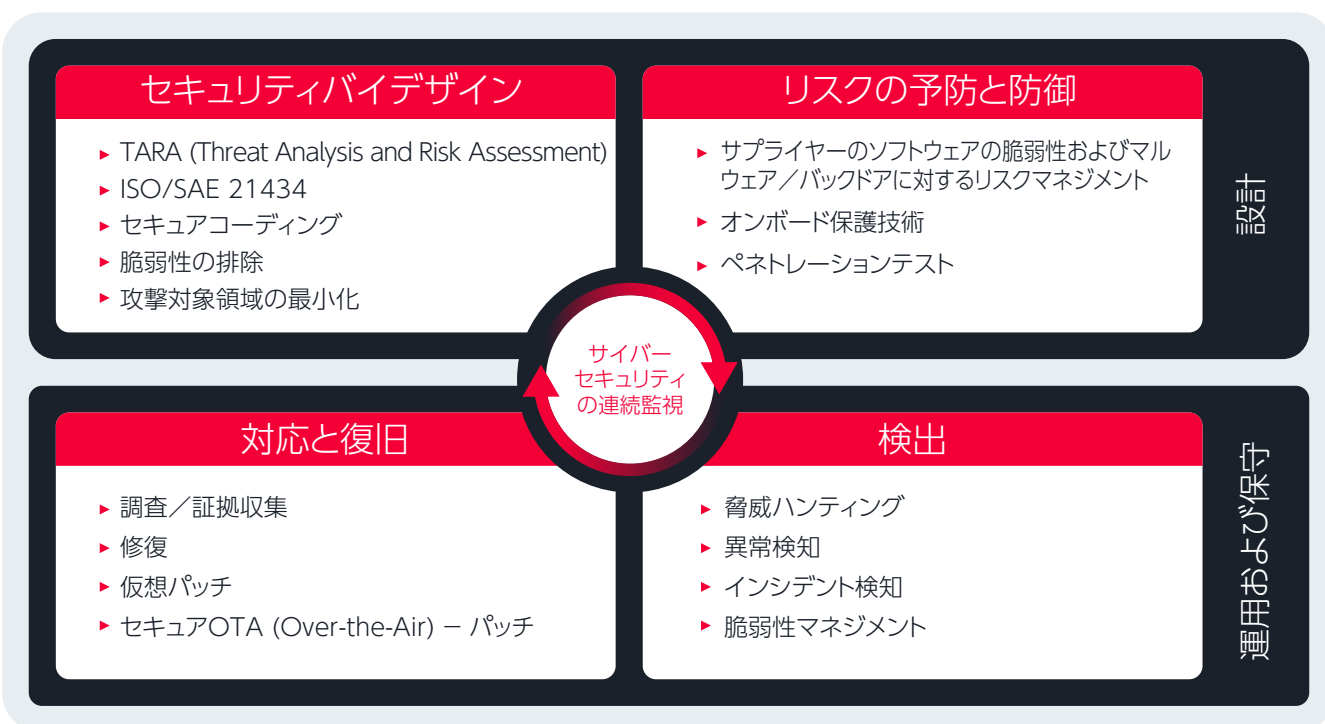 セキュリティバイデザイン
TARA (Threat Analysis and Risk Assessment)
ISO/SAE 21434
セキュアコーディング
脆弱性の排除
攻撃対象領域の最小化
リスクの予防と防御
サプライヤーのソフトウェアの脆弱性およびマル
ウェア／バックドアに対するリスクマネジメント
オンボード保護技術
ペネトレーションテスト
設計
サイバー
セキュリティ
の連続監視
対応と復旧
調査／証拠収集
修復
仮想パッチ
セキュアOTA (Over-the-Air) － パッチ
検出
脅威ハンティング
異常検知
インシデント検知
脆弱性マネジメント
運用および保守